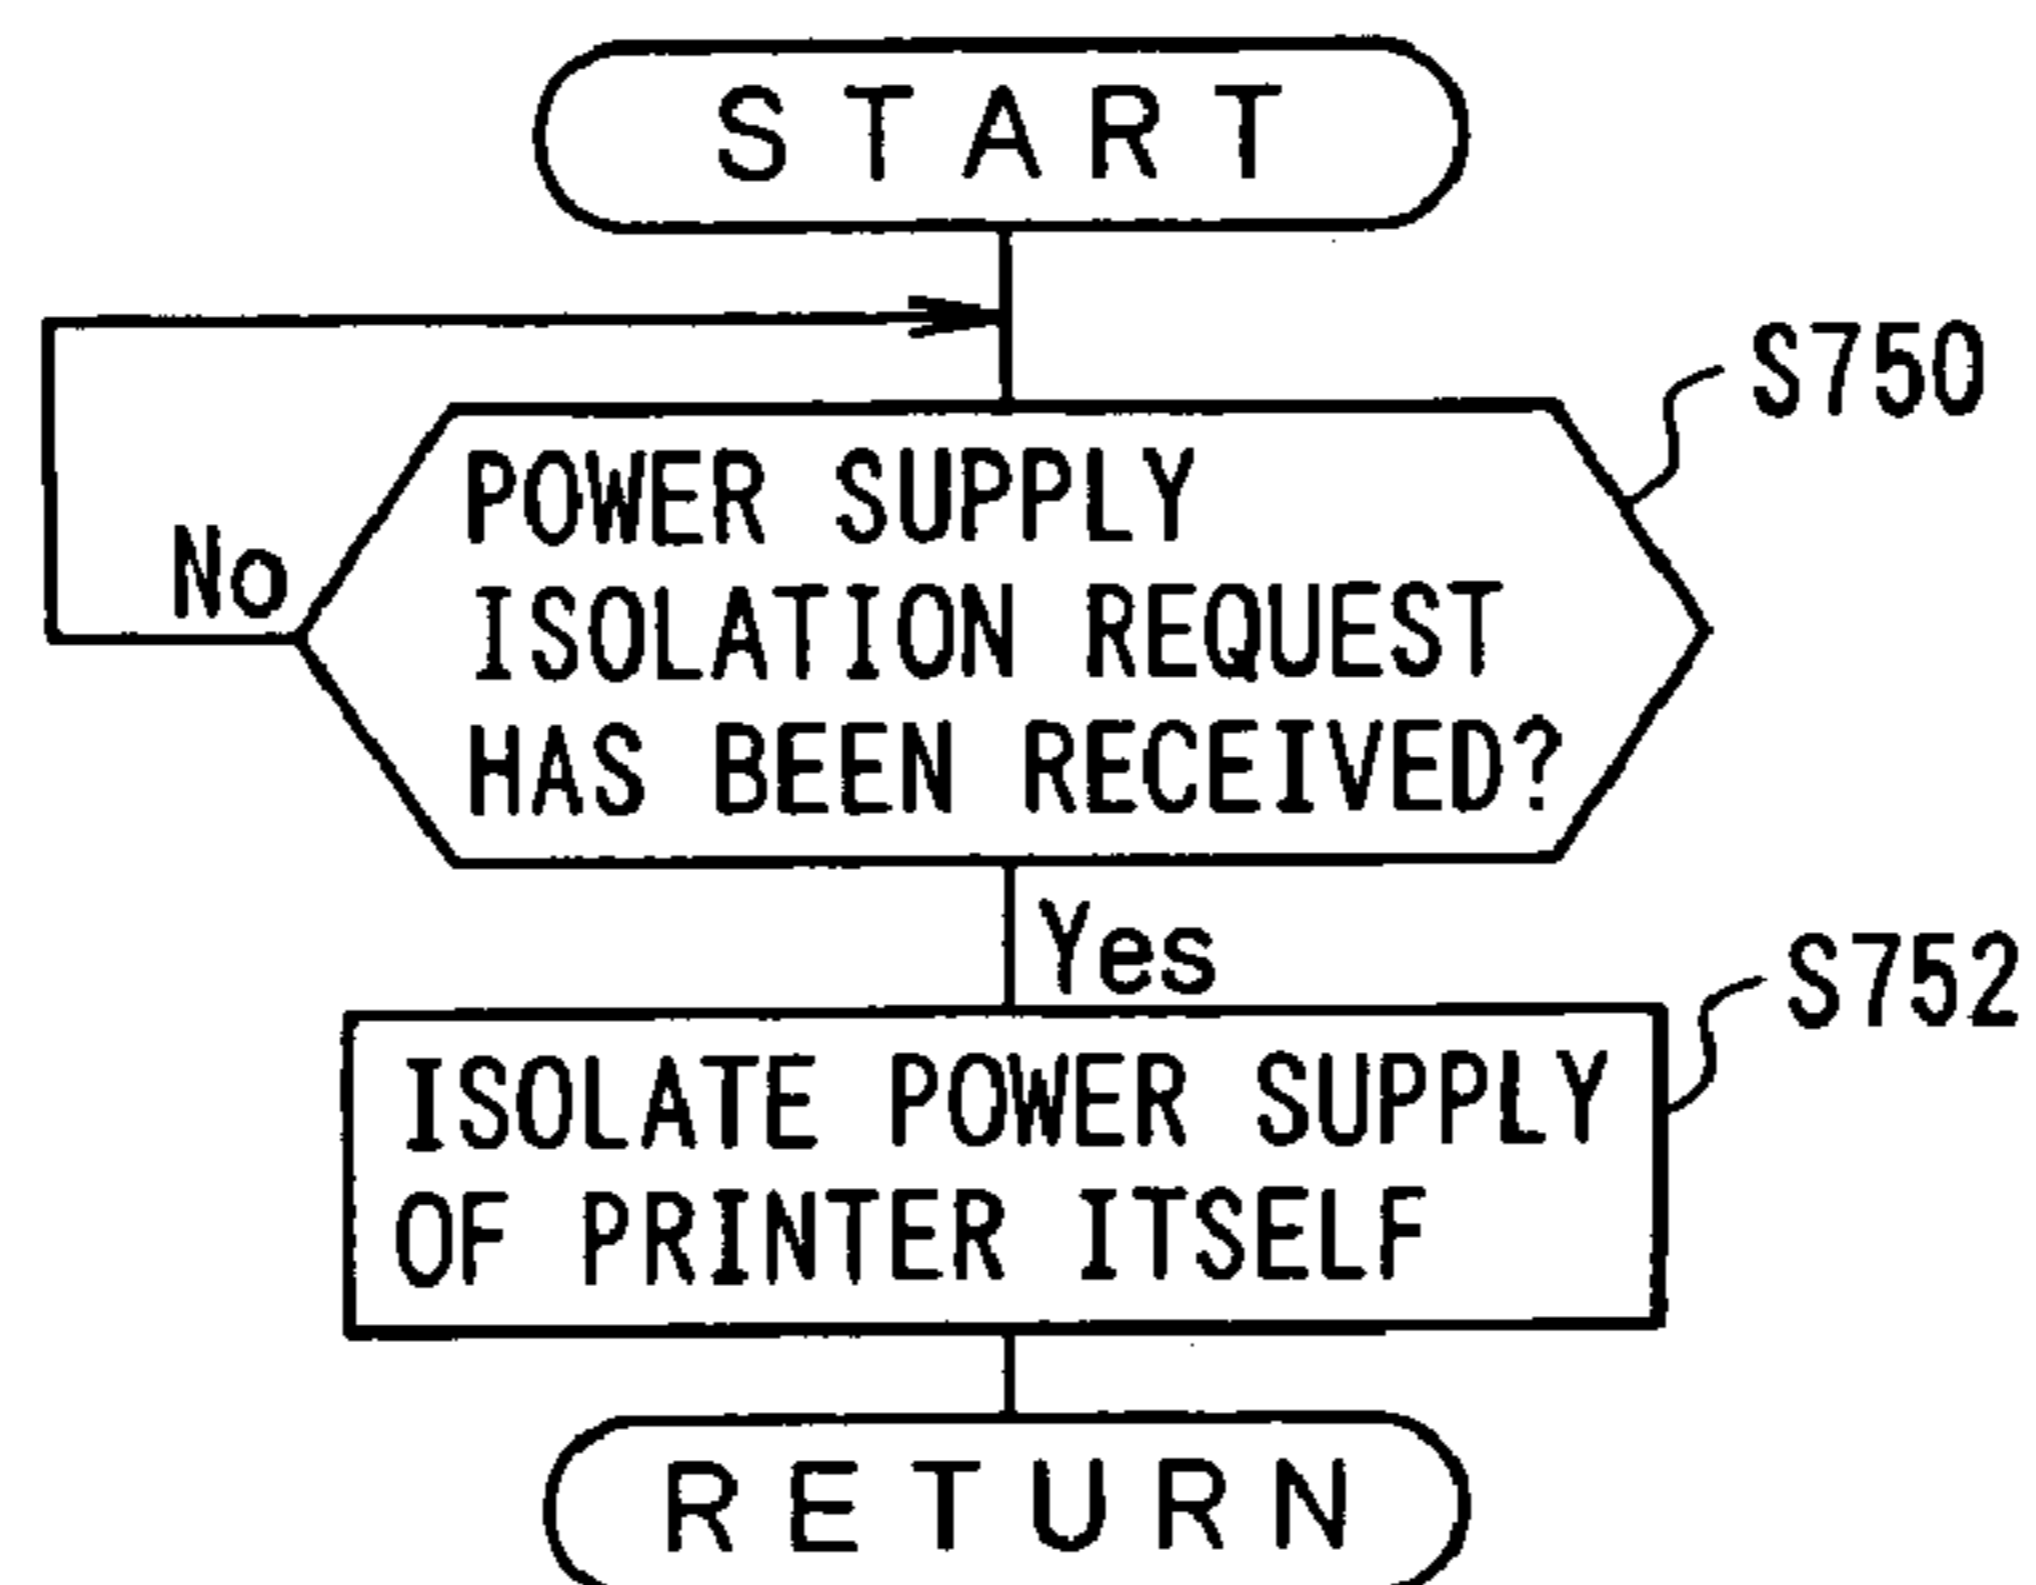 START
S750
POWER SUPPLY
ISOLATION REQUEST
HAS BEEN RECEIVED?
No
Yes
S752
ISOLATE POWER SUPPLY
OF PRINTER ITSELF
RETURN